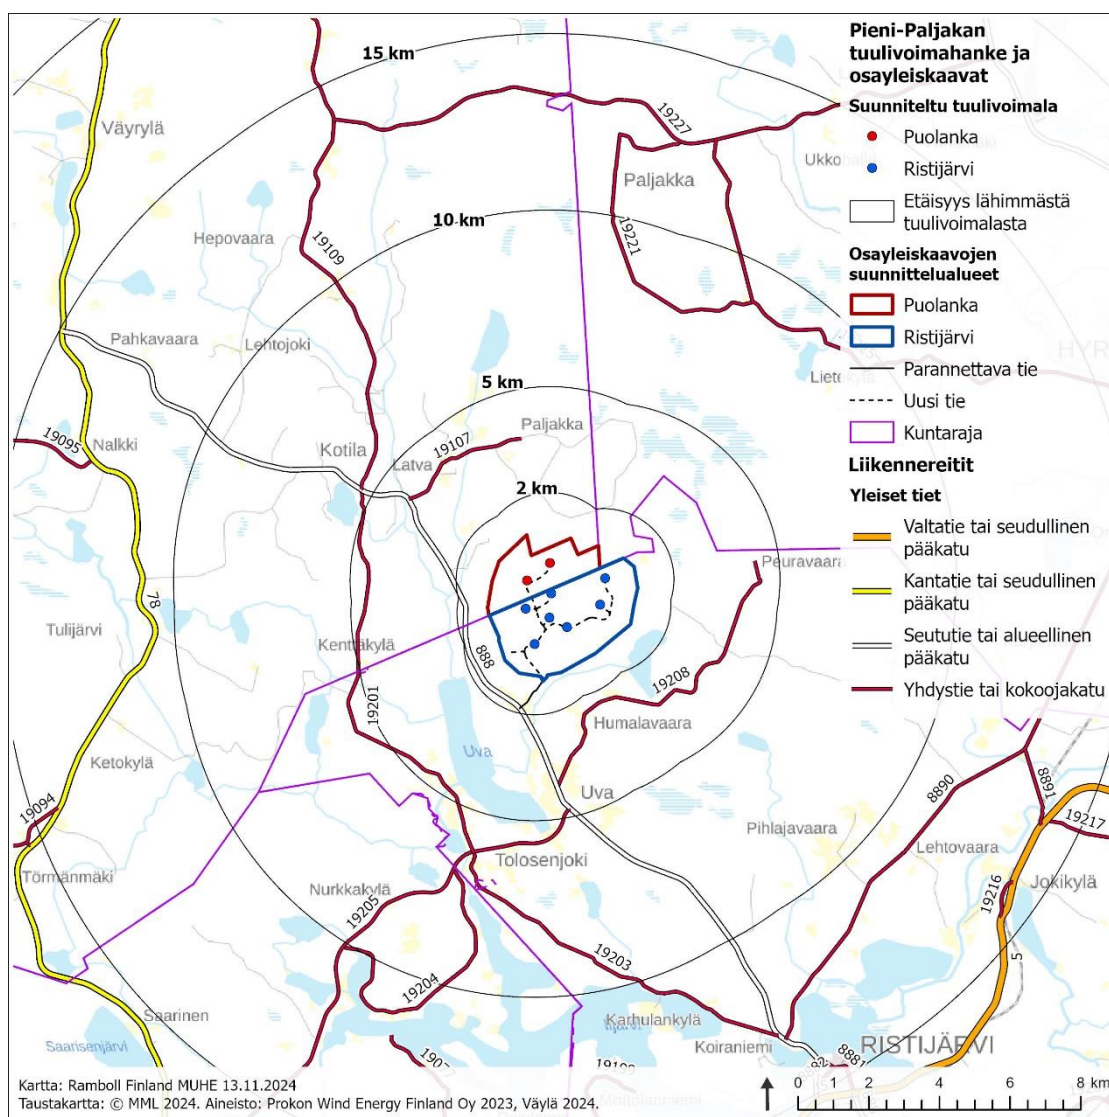 15 km
Väyrylä
19227
Ukko
Paljakka
10 km
19221
Hepovaara
19109
Pahkavaara
Lehtojoki
5 km
Paljakka
19107
19095
Nalkki
Kotila
Latva
2 km
Peuravaara
78
Tulijärvi
Kenttäkylä
888
19208
19201
Humalavaara
Ketokylä
Uva
Uva
8890
8891
19094
19217
Pihlajavaara
Lehtovaara
Tolosenjoki
Törmänmäki
Nurkkakylä
Jokikylä
19216
19205
19203
5
19204
Saarinen
Karhulankylä
Saarisenjärvi
Koiraniemi
RISTIJÄRVI
8881
Pieni-Paljakan
tuulivoimahanke ja
osayleiskaavat
Suunniteltu tuulivoimala
Puolanka
Ristijärvi
Etäisyys lähimmästä
tuulivoimalasta
Osayleiskaavojen
suunnittelualueet
Puolanka
Ristijärvi
Parannettava tie
Uusi tie
Kuntaraja
Liikennereitit
Yleiset tiet
Valtatie tai seudullinen
pääkatu
Kantatie tai seudullinen
pääkatu
Seututie tai alueellinen
pääkatu
Yhdystie tai kokoojakatu
HYR
Kartta: Ramboll Finland MUHE 13.11.2024
Taustakartta: © MML 2024. Aineisto: Prokon Wind Energy Finland Oy 2023, Väylä 2024.
0 1 2 4 6 8 km